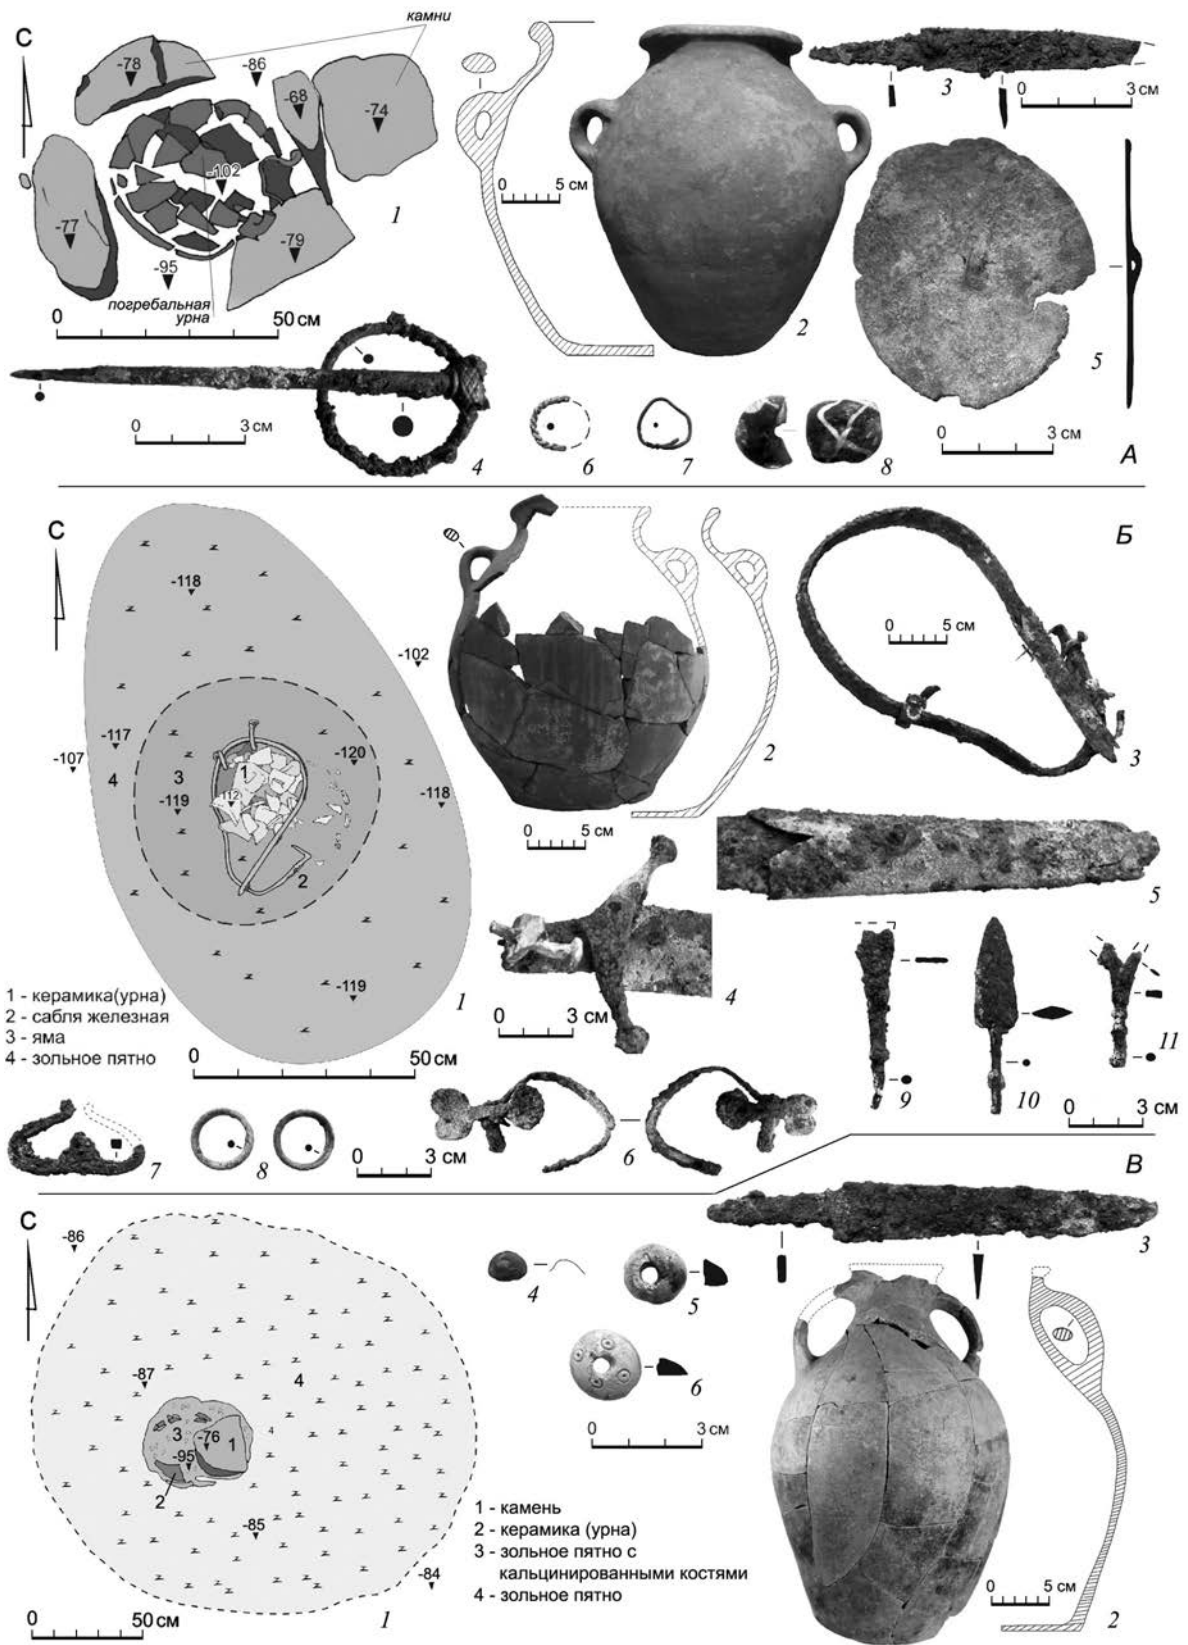 С
камни
-78
-86
-68
-74
-102
-77
-79
-95
1
погребальная
урна
0 50 см
0 5 см
2
3
0 3 см
5
0 3 см
4
0 3 см
6
7
8
А
С
-118
-102
-117
-107
4
3
1
-120
-119
-112
-118
2
-119
1
1 - керамика(урна)
2 - сабля железная
3 - яма
4 - зольное пятно
0 50 см
2
0 5 см
Б
0 5 см
3
5
4
0 3 см
9
10
11
0 3 см
7
8
0 3 см
6
С
-86
-87
4
3
-76
1
4
-95
2
-85
-84
1
0 50 см
1 - камень
2 - керамика (урна)
3 - зольное пятно с
кальцинированными костями
4 - зольное пятно
В
3
4
5
6
0 3 см
0 5 см
2